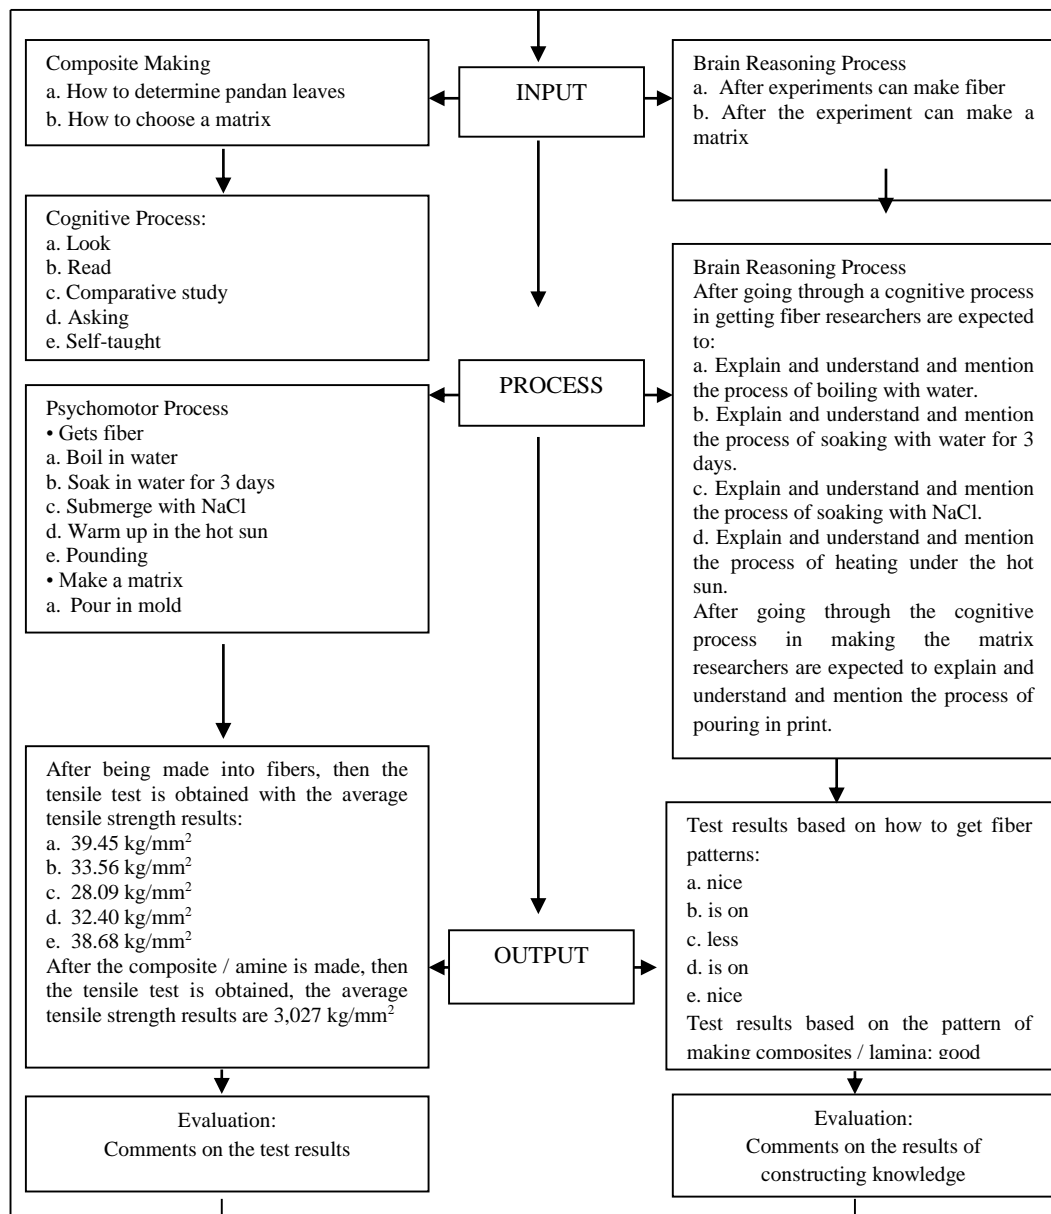 Composite Making
a. How to determine pandan leaves
b. How to choose a matrix
INPUT
Brain Reasoning Process
a. After experiments can make fiber
b. After the experiment can make a
matrix
Cognitive Process:
a. Look
b. Read
c. Comparative study
d. Asking
e. Self-taught
PROCESS
Brain Reasoning Process
After going through a cognitive process
in getting fiber researchers are expected
to:
a. Explain and understand and mention
the process of boiling with water.
b. Explain and understand and mention
the process of soaking with water for 3
days.
c. Explain and understand and mention
the process of soaking with NaCl.
d. Explain and understand and mention
the process of heating under the hot
sun.
After going through the cognitive
process in making the matrix
researchers are expected to explain and
understand and mention the process of
pouring in print.
Psychomotor Process
• Gets fiber
a. Boil in water
b. Soak in water for 3 days
c. Submerge with NaCl
d. Warm up in the hot sun
e. Pounding
• Make a matrix
a. Pour in mold
After being made into fibers, then the
tensile test is obtained with the average
tensile strength results:
a. 39.45 kg/mm²
b. 33.56 kg/mm²
c. 28.09 kg/mm²
d. 32.40 kg/mm²
e. 38.68 kg/mm²
After the composite / amine is made, then
the tensile test is obtained, the average
tensile strength results are 3,027 kg/mm²
OUTPUT
Test results based on how to get fiber
patterns:
a. nice
b. is on
c. less
d. is on
e. nice
Test results based on the pattern of
making composites / lamina: good
Evaluation:
Comments on the test results
Evaluation:
Comments on the results of
constructing knowledge